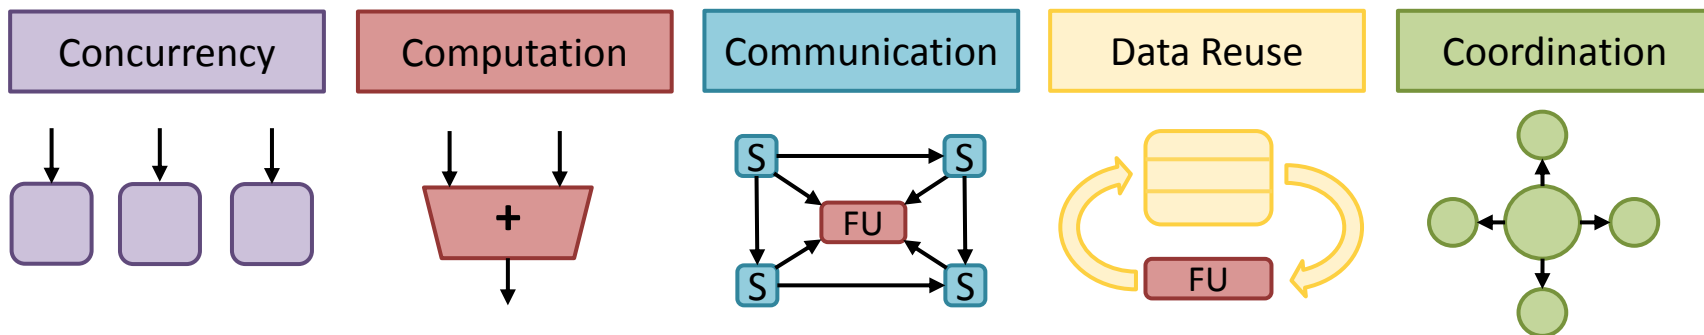 Concurrency
Computation
Communication
Data Reuse
Coordination
+
S
S
FU
S
S
FU